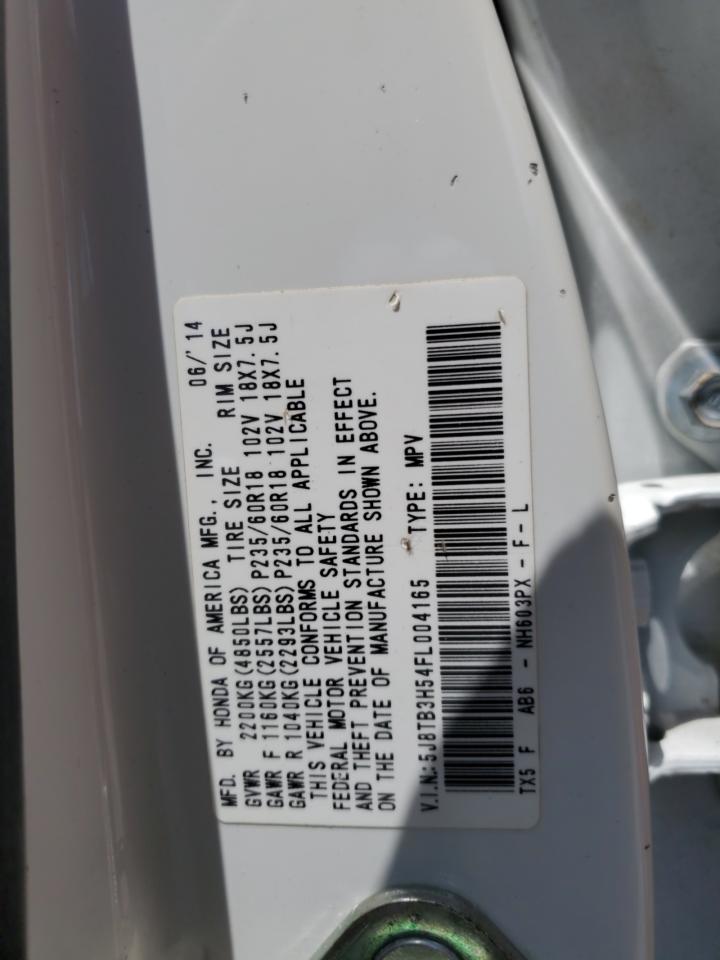 MFD. BY HONDA OF AMERICA MFG., INC. 06/'14
GVWR 2200KG(4850LBS) TIRE SIZE RIM SIZE
GAWR F 1160KG(2557LBS) P235/60R18 102V 18X7.5J
GAWR R 1040KG(2293LBS) P235/60R18 102V 18X7.5J
THIS VEHICLE CONFORMS TO ALL APPLICABLE
FEDERAL MOTOR VEHICLE SAFETY
AND THEFT PREVENTION STANDARDS IN EFFECT
ON THE DATE OF MANUFACTURE SHOWN ABOVE.
V.I.N.: 5J8TB3H54FL004165 TYPE: MPV
TX5 F AB6 - NH603PX - F - L